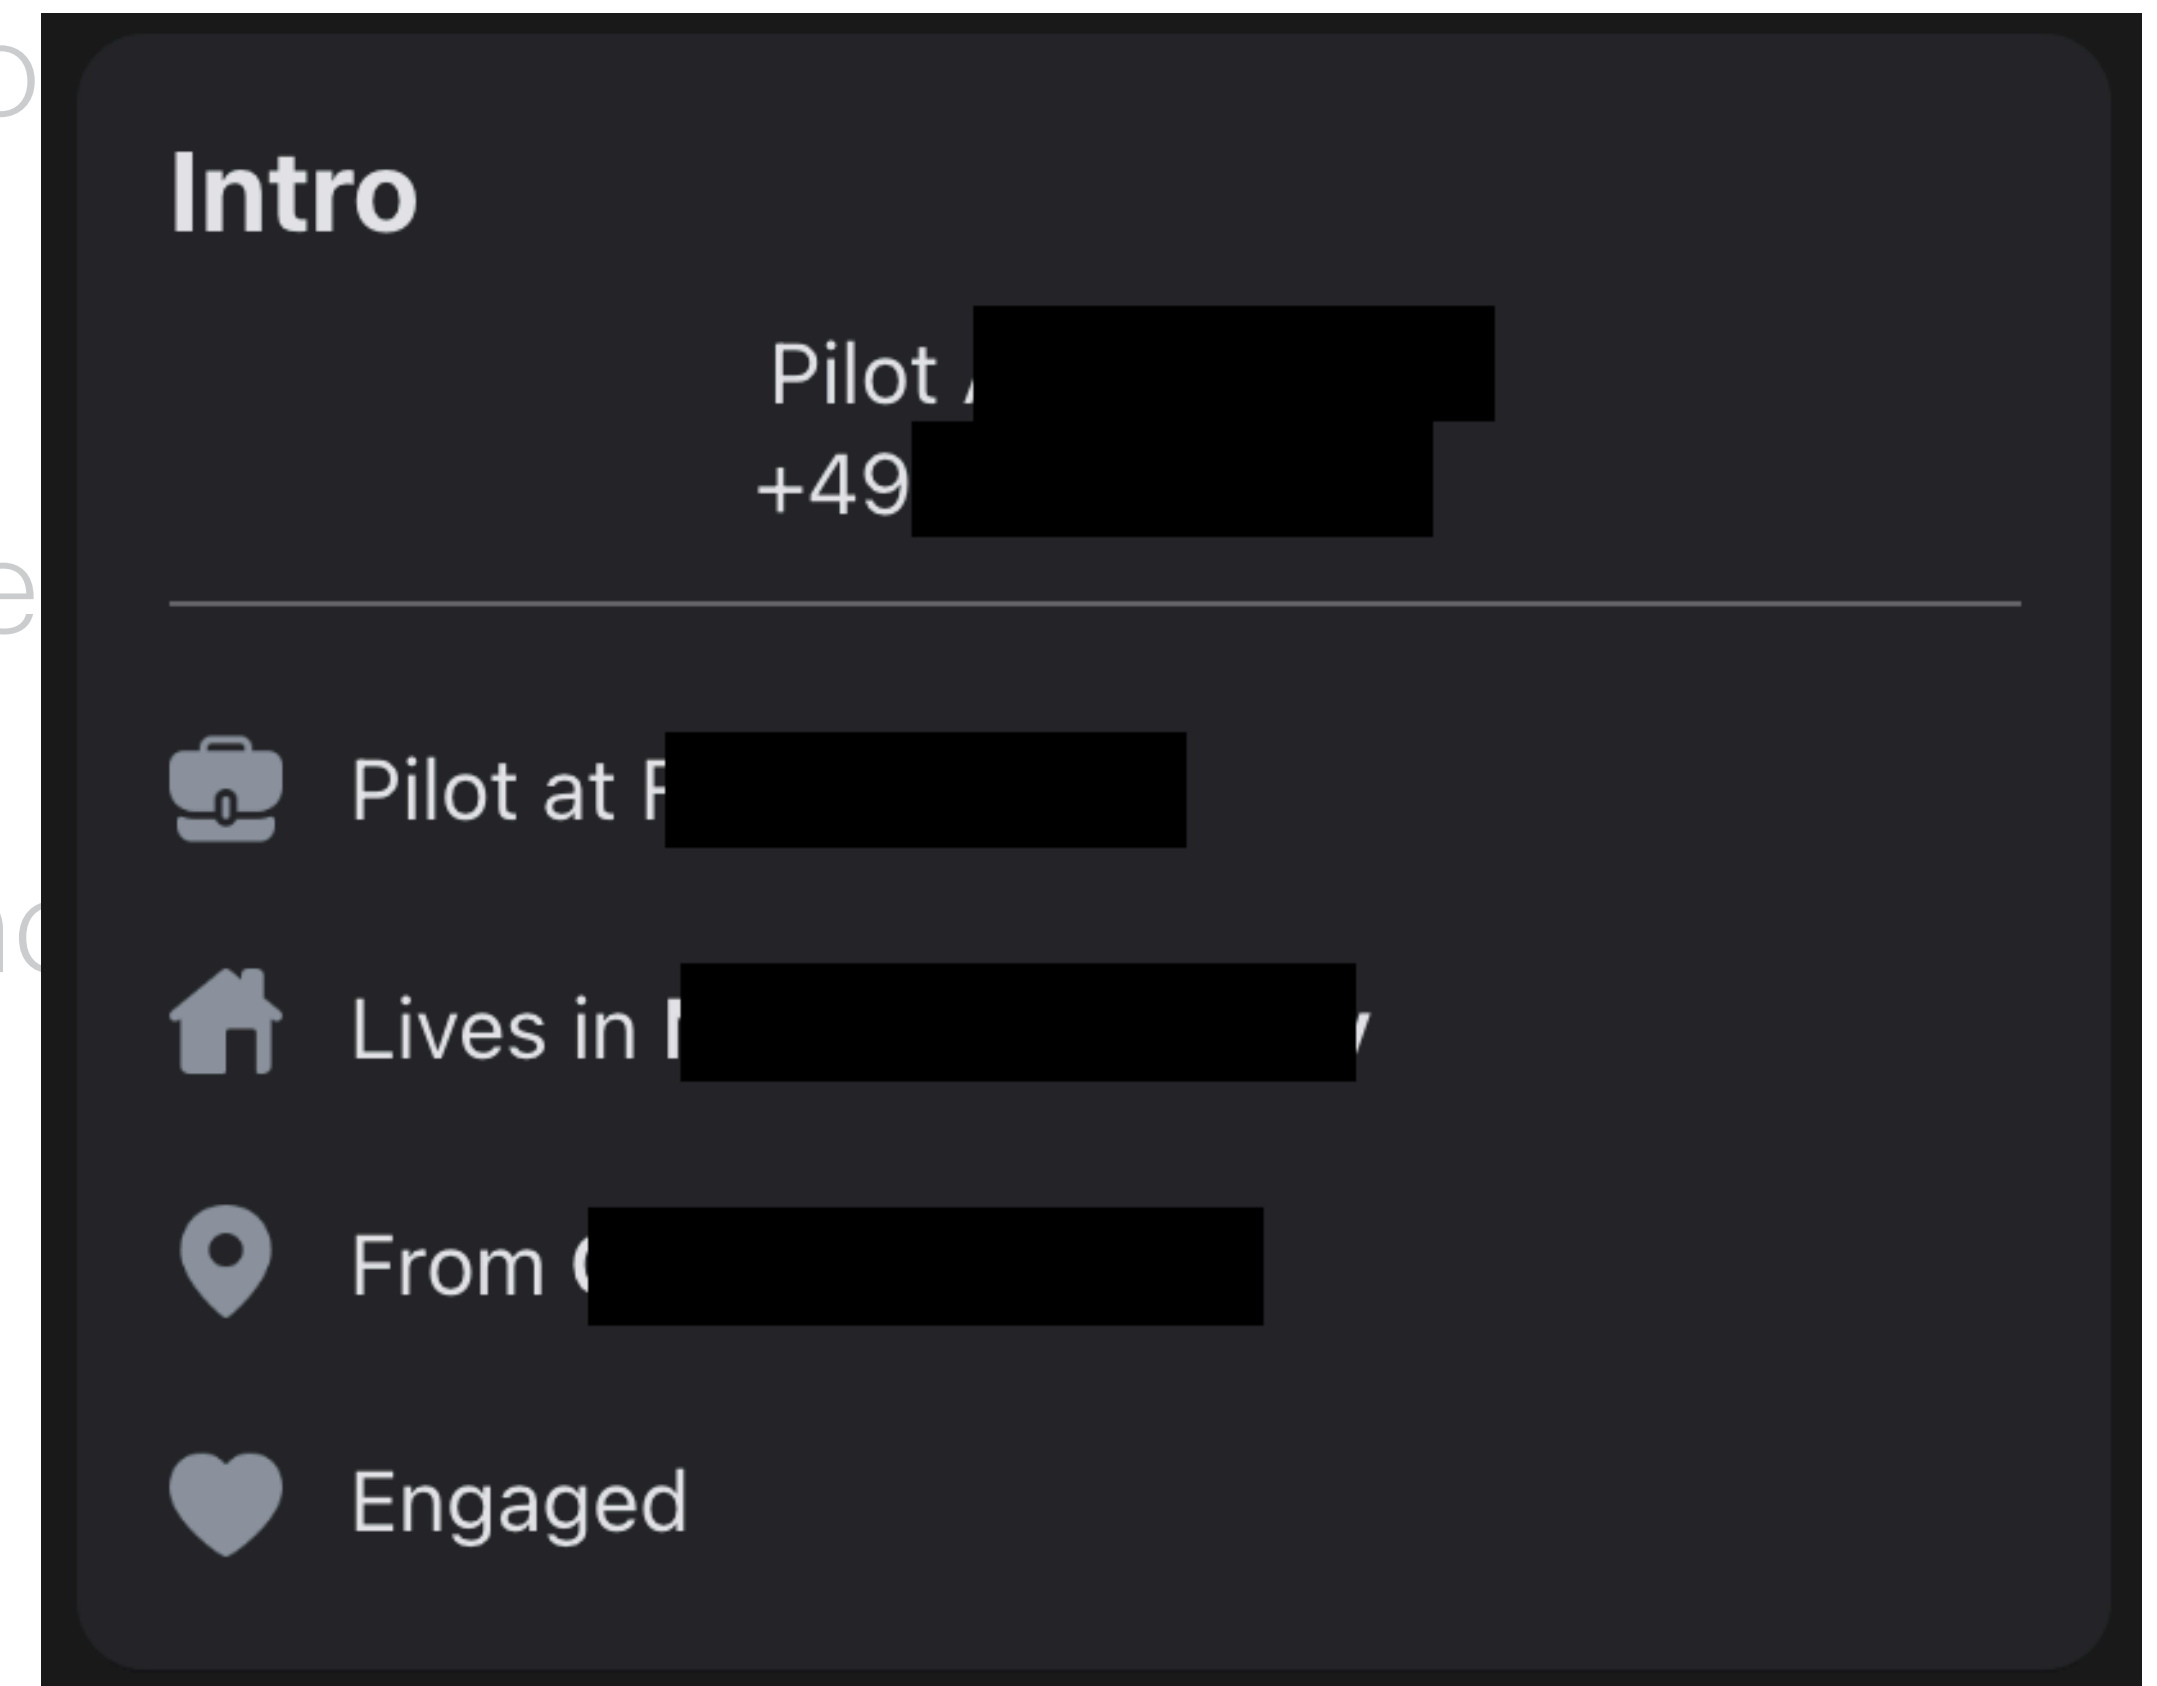 Intro
Pilot
+49
Pilot at
Lives in
From
Engaged